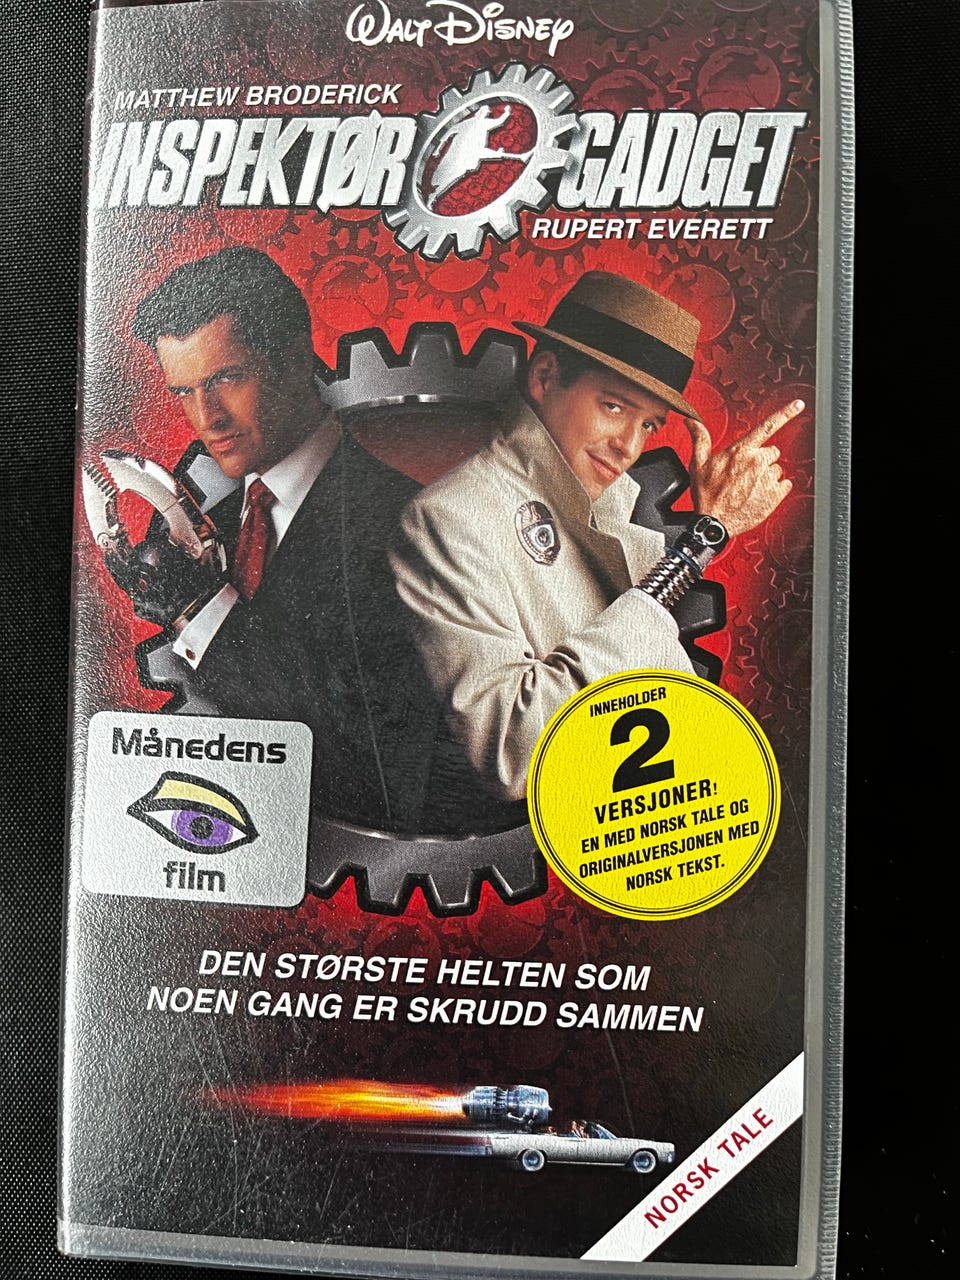 WALT DISNEY
MATTHEW BRODERICK
INSPEKTØR GADGET
RUPERT EVERETT
INNEHOLDER
2
VERSJONER!
EN MED NORSK TALE OG
ORIGINALVERSJONEN MED
NORSK TEKST.
Månedens
film
DEN STØRSTE HELTEN SOM
NOEN GANG ER SKRUDD SAMMEN
NORSK TALE